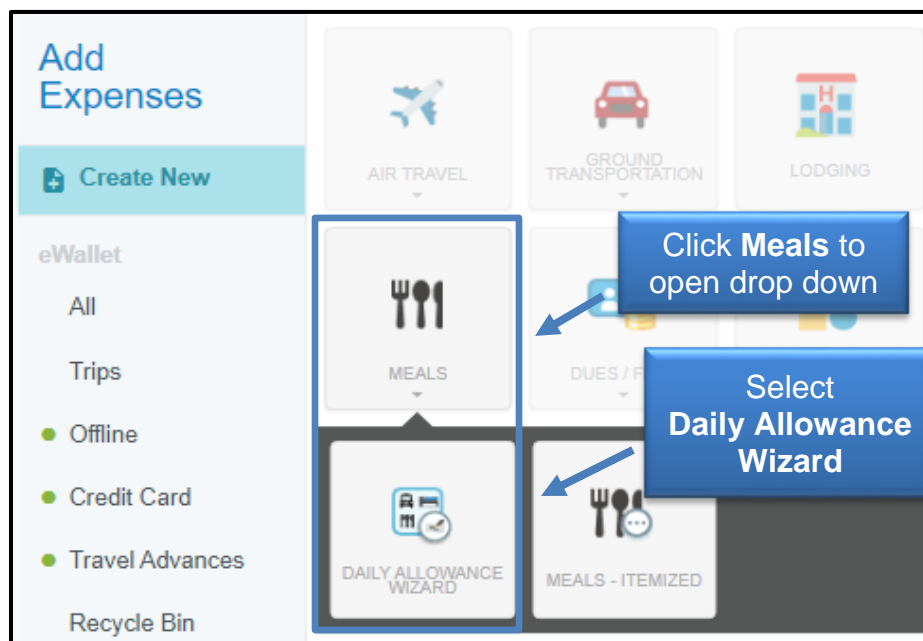 Add
Expenses
Create New
eWallet
All
Trips
Offline
Credit Card
Travel Advances
Recycle Bin
AIR TRAVEL
GROUND
TRANSPORTATION
H
LODGING
MEALS
DUES / F
Click Meals to
open drop down
Select
Daily Allowance
Wizard
DAILY ALLOWANCE
WIZARD
MEALS - ITEMIZED